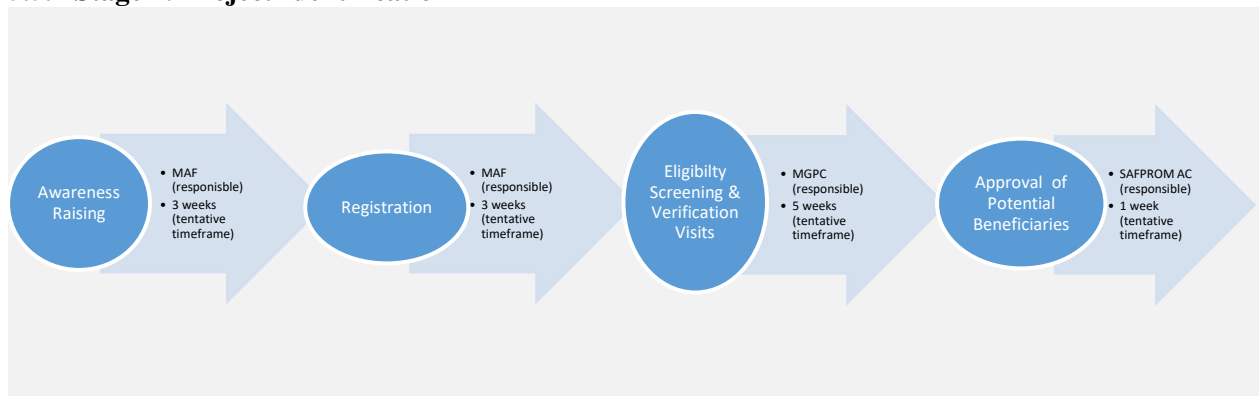 Stage
Awareness
Raising
• MAF
(responisble)
• 3 weeks
(tentative
timeframe)
Registration
• MAF
(responsible)
• 3 weeks
(tentative
timeframe)
Eligibilty
Screening &
Verification
Visits
• MGPC
(responsible)
• 5 weeks
(tentative
timeframe)
Approval of
Potential
Beneficiaries
• SAFPROM AC
(responsible)
• 1 week
(tentative
timeframe)